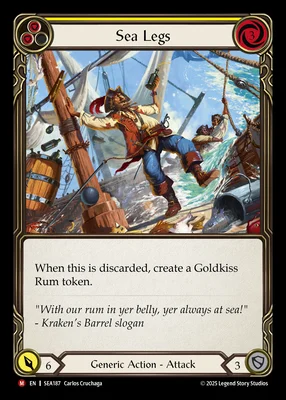 Sea Legs
3
When this is discarded, create a Goldkiss
Rum token.
"With our rum in yer belly, yer always at sea!"
- Kraken's Barrel slogan
6
Generic Action - Attack
3
M EN | SEA187 Carlos Cruchaga
© 2025 Legend Story Studios